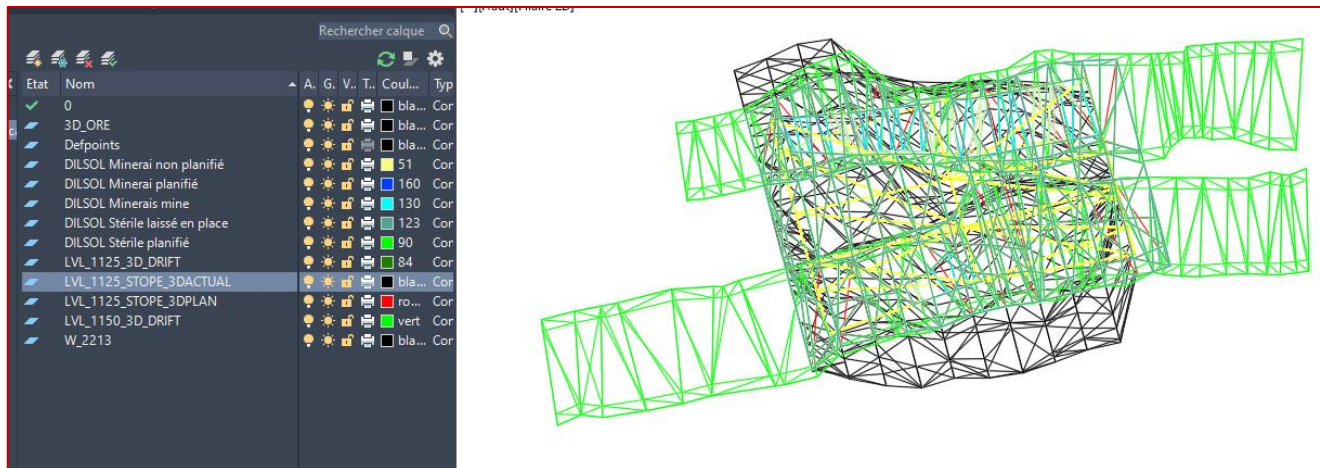 Rechercher calque
Etat Nom A. G. V.. T.. Coul... Typ
0 bla... Cor
3D_ORE bla... Cor
Defpoints bla... Cor
DILSOL Minerai non planifié 51 Cor
DILSOL Minerai planifié 160 Cor
DILSOL Minerais mine 130 Cor
DILSOL Stérile laissé en place 123 Cor
DILSOL Stérile planifié 90 Cor
LVL_1125_3D_DRIFT 84 Cor
LVL_1125_STOPE_3DACTUAL bla... Cor
LVL_1125_STOPE_3DPLAN ro... Cor
LVL_1150_3D_DRIFT vert Cor
W_2213 bla... Cor